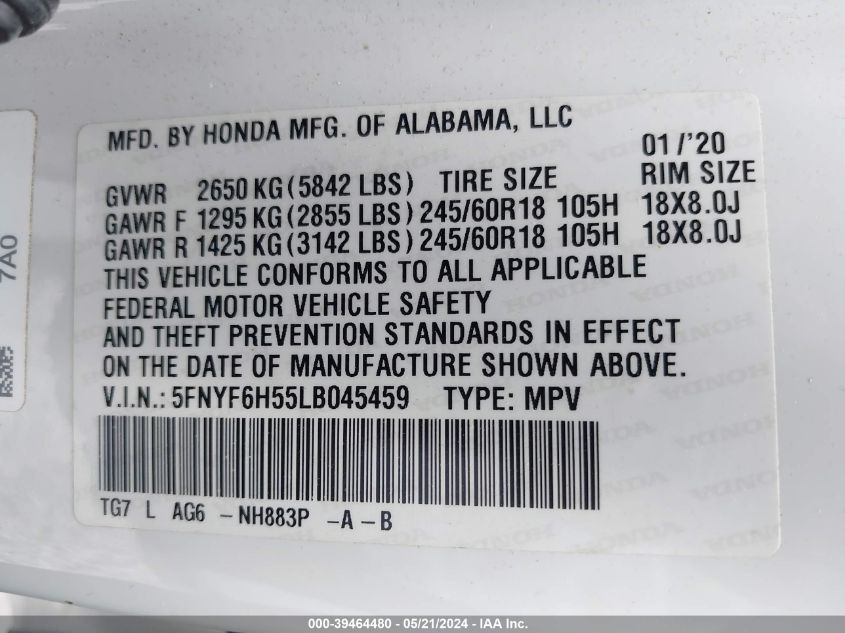 MFD. BY HONDA MFG. OF ALABAMA, LLC 01/'20
GVWR 2650 KG (5842 LBS) TIRE SIZE RIM SIZE
GAWR F 1295 KG (2855 LBS) 245/60R18 105H 18X8.0J
GAWR R 1425 KG (3142 LBS) 245/60R18 105H 18X8.0J
THIS VEHICLE CONFORMS TO ALL APPLICABLE
FEDERAL MOTOR VEHICLE SAFETY
AND THEFT PREVENTION STANDARDS IN EFFECT
ON THE DATE OF MANUFACTURE SHOWN ABOVE.
V.I.N.: 5FNYF6H55LB045459 TYPE: MPV
TG7 L AG6 - NH883P - A - B
7A0
000-39464480 - 05/21/2024 - IAA Inc.